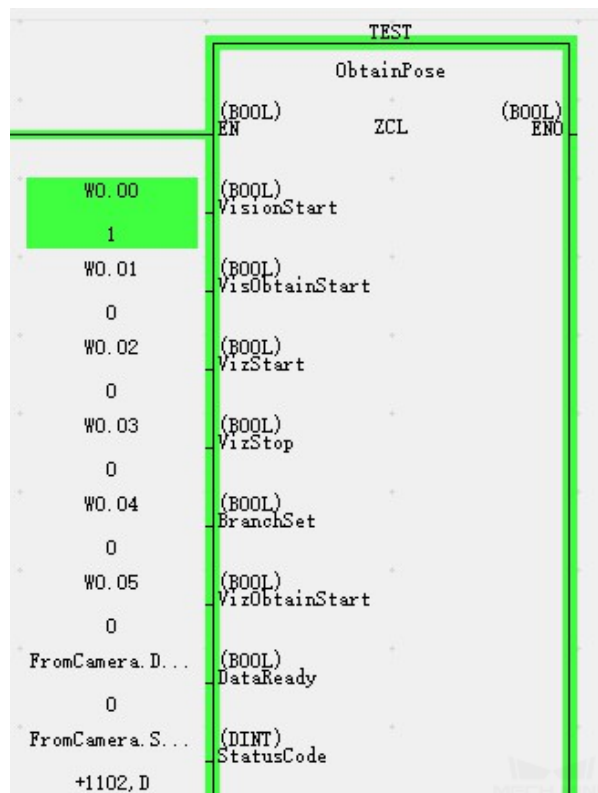 TEST
ObtainPose
(BOOL) (BOOL)
EN ZCL ENO
W0.00 (BOOL)
VisionStart
1
W0.01 (BOOL)
VisObtainStart
0
W0.02 (BOOL)
VizStart
0
W0.03 (BOOL)
VizStop
0
W0.04 (BOOL)
BranchSet
0
W0.05 (BOOL)
VizObtainStart
0
FromCamera.D... (BOOL)
DataReady
0
FromCamera.S... (DINT)
StatusCode
+1102,D